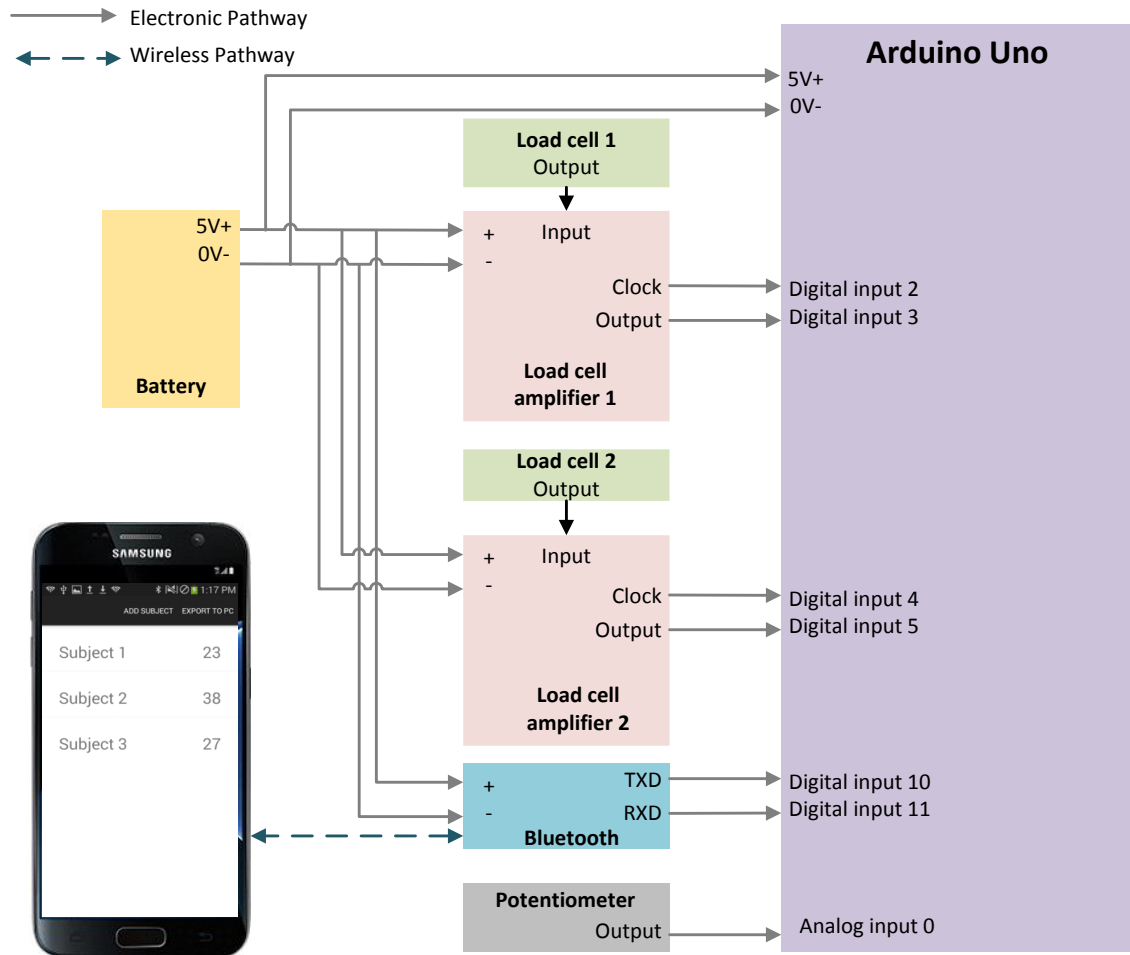 Electronic Pathway
Wireless Pathway
Arduino Uno
5V+
0V-
Load cell 1
Output
5V+
0V-
Battery
+ Input
-
Clock
Output
Load cell
amplifier 1
Digital input 2
Digital input 3
Load cell 2
Output
+ Input
-
Clock
Output
Load cell
amplifier 2
Digital input 4
Digital input 5
SAMSUNG
1:17 PM
ADD SUBJECT EXPORT TO PC
Subject 1 23
Subject 2 38
Subject 3 27
+ TXD
- RXD
Bluetooth
Digital input 10
Digital input 11
Potentiometer
Output
Analog input 0